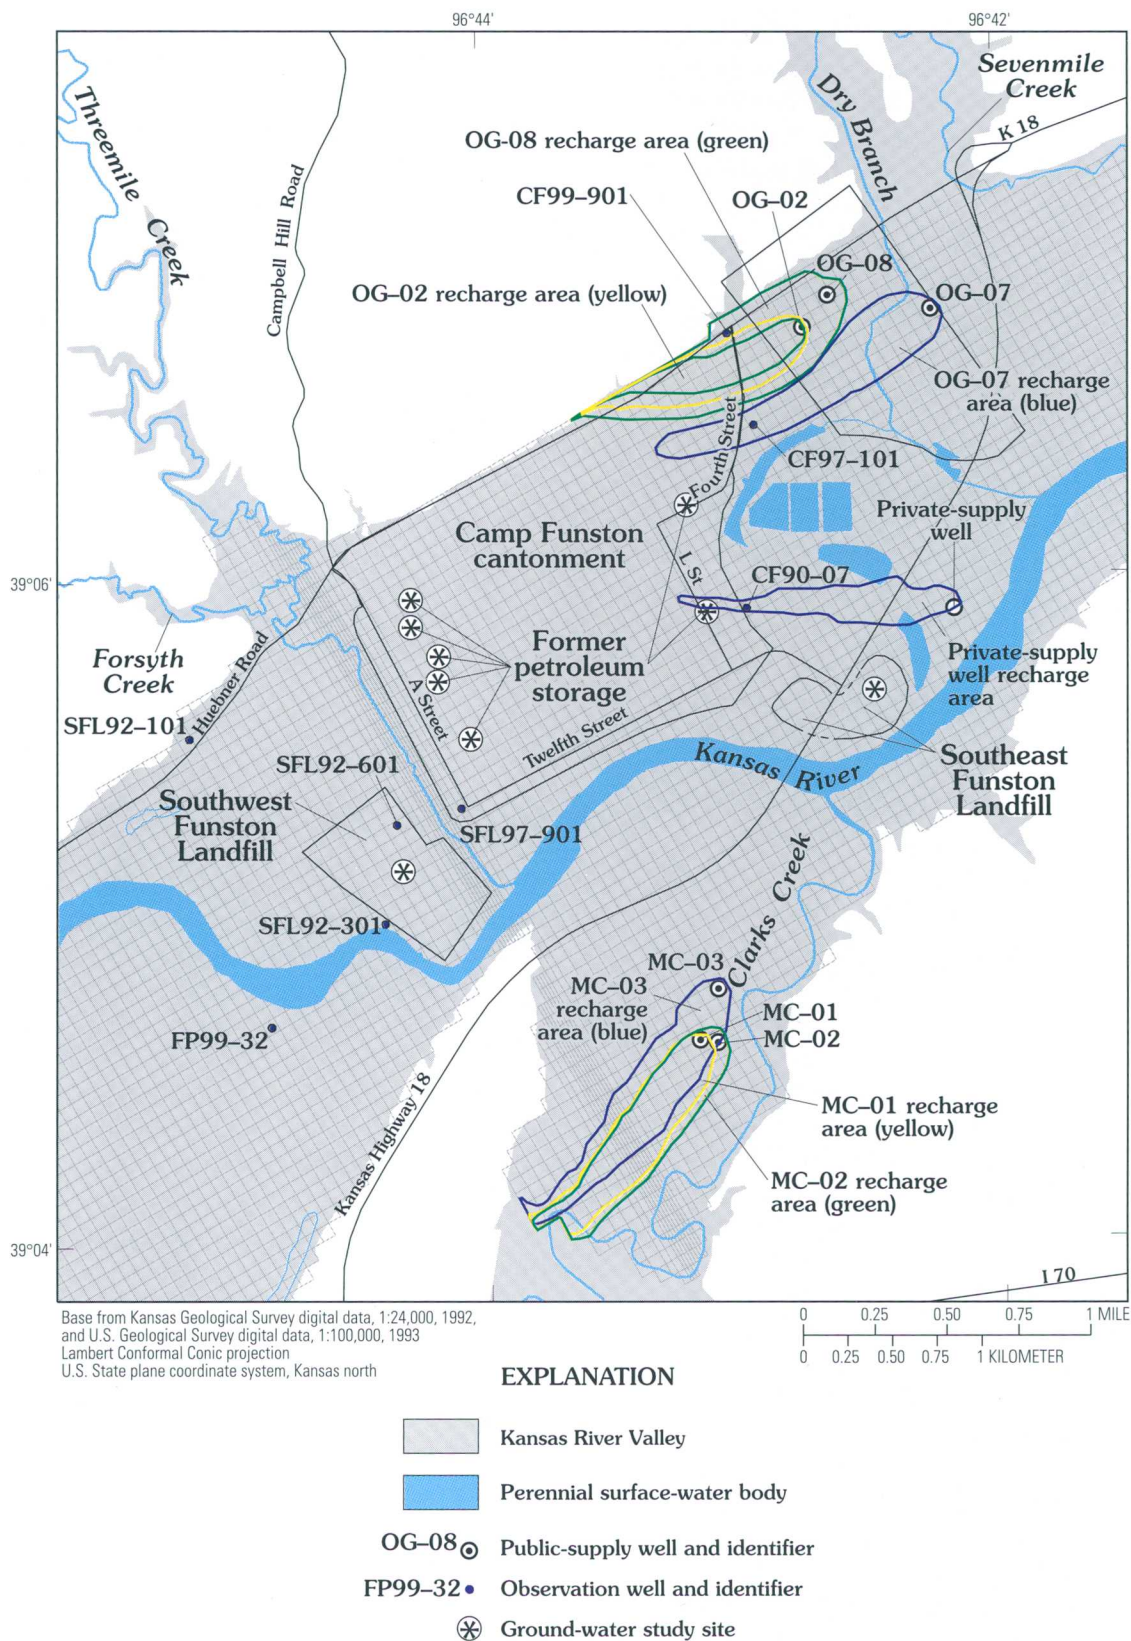 96°44'
96°42'
Threemile
Creek
Campbell Hill Road
Dry Branch
Sevenmile
Creek
K 18
OG-08 recharge area (green)
CF99–901
OG–02
OG–08
OG–02 recharge area (yellow)
OG–07
OG–07 recharge
area (blue)
Fourth Street
CF97–101
Private-supply
well
Camp Funston
cantonment
L St
CF90–07
39°06'
Former
petroleum
storage
Private-supply
well recharge
area
Forsyth
Creek
Huebner Road
SFL92–101
A Street
Twelfth Street
Kansas River
Southeast
Funston
Landfill
SFL92–601
Southwest
Funston
Landfill
SFL97–901
SFL92–301
Clarks Creek
FP99–32
MC–03
MC–03
recharge
area (blue)
MC–01
MC–02
MC–01 recharge
area (yellow)
MC–02 recharge
area (green)
Kansas Highway 18
39°04'
I 70
Base from Kansas Geological Survey digital data, 1:24,000, 1992,
and U.S. Geological Survey digital data, 1:100,000, 1993
Lambert Conformal Conic projection
U.S. State plane coordinate system, Kansas north
0 0.25 0.50 0.75 1 MILE
0 0.25 0.50 0.75 1 KILOMETER
EXPLANATION
Kansas River Valley
Perennial surface-water body
OG–08 Public-supply well and identifier
FP99–32 Observation well and identifier
Ground-water study site